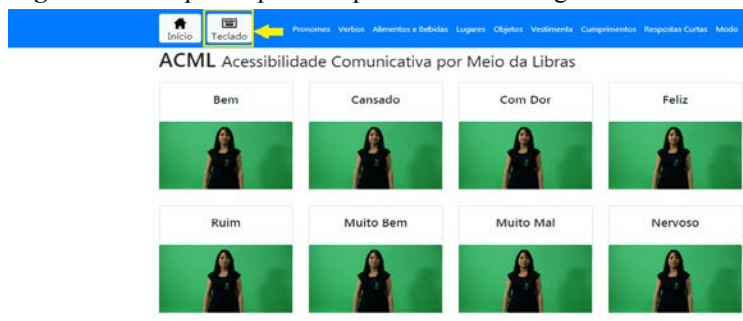 Início Teclado Pronomes Verbos Alimentos e Bebidas Lugares Objetos Vestimenta Cumprimentos Respostas Curtas Modo
ACML Acessibilidade Comunicativa por Meio da Libras
Bem Cansado Com Dor Feliz
Ruim Muito Bem Muito Mal Nervoso